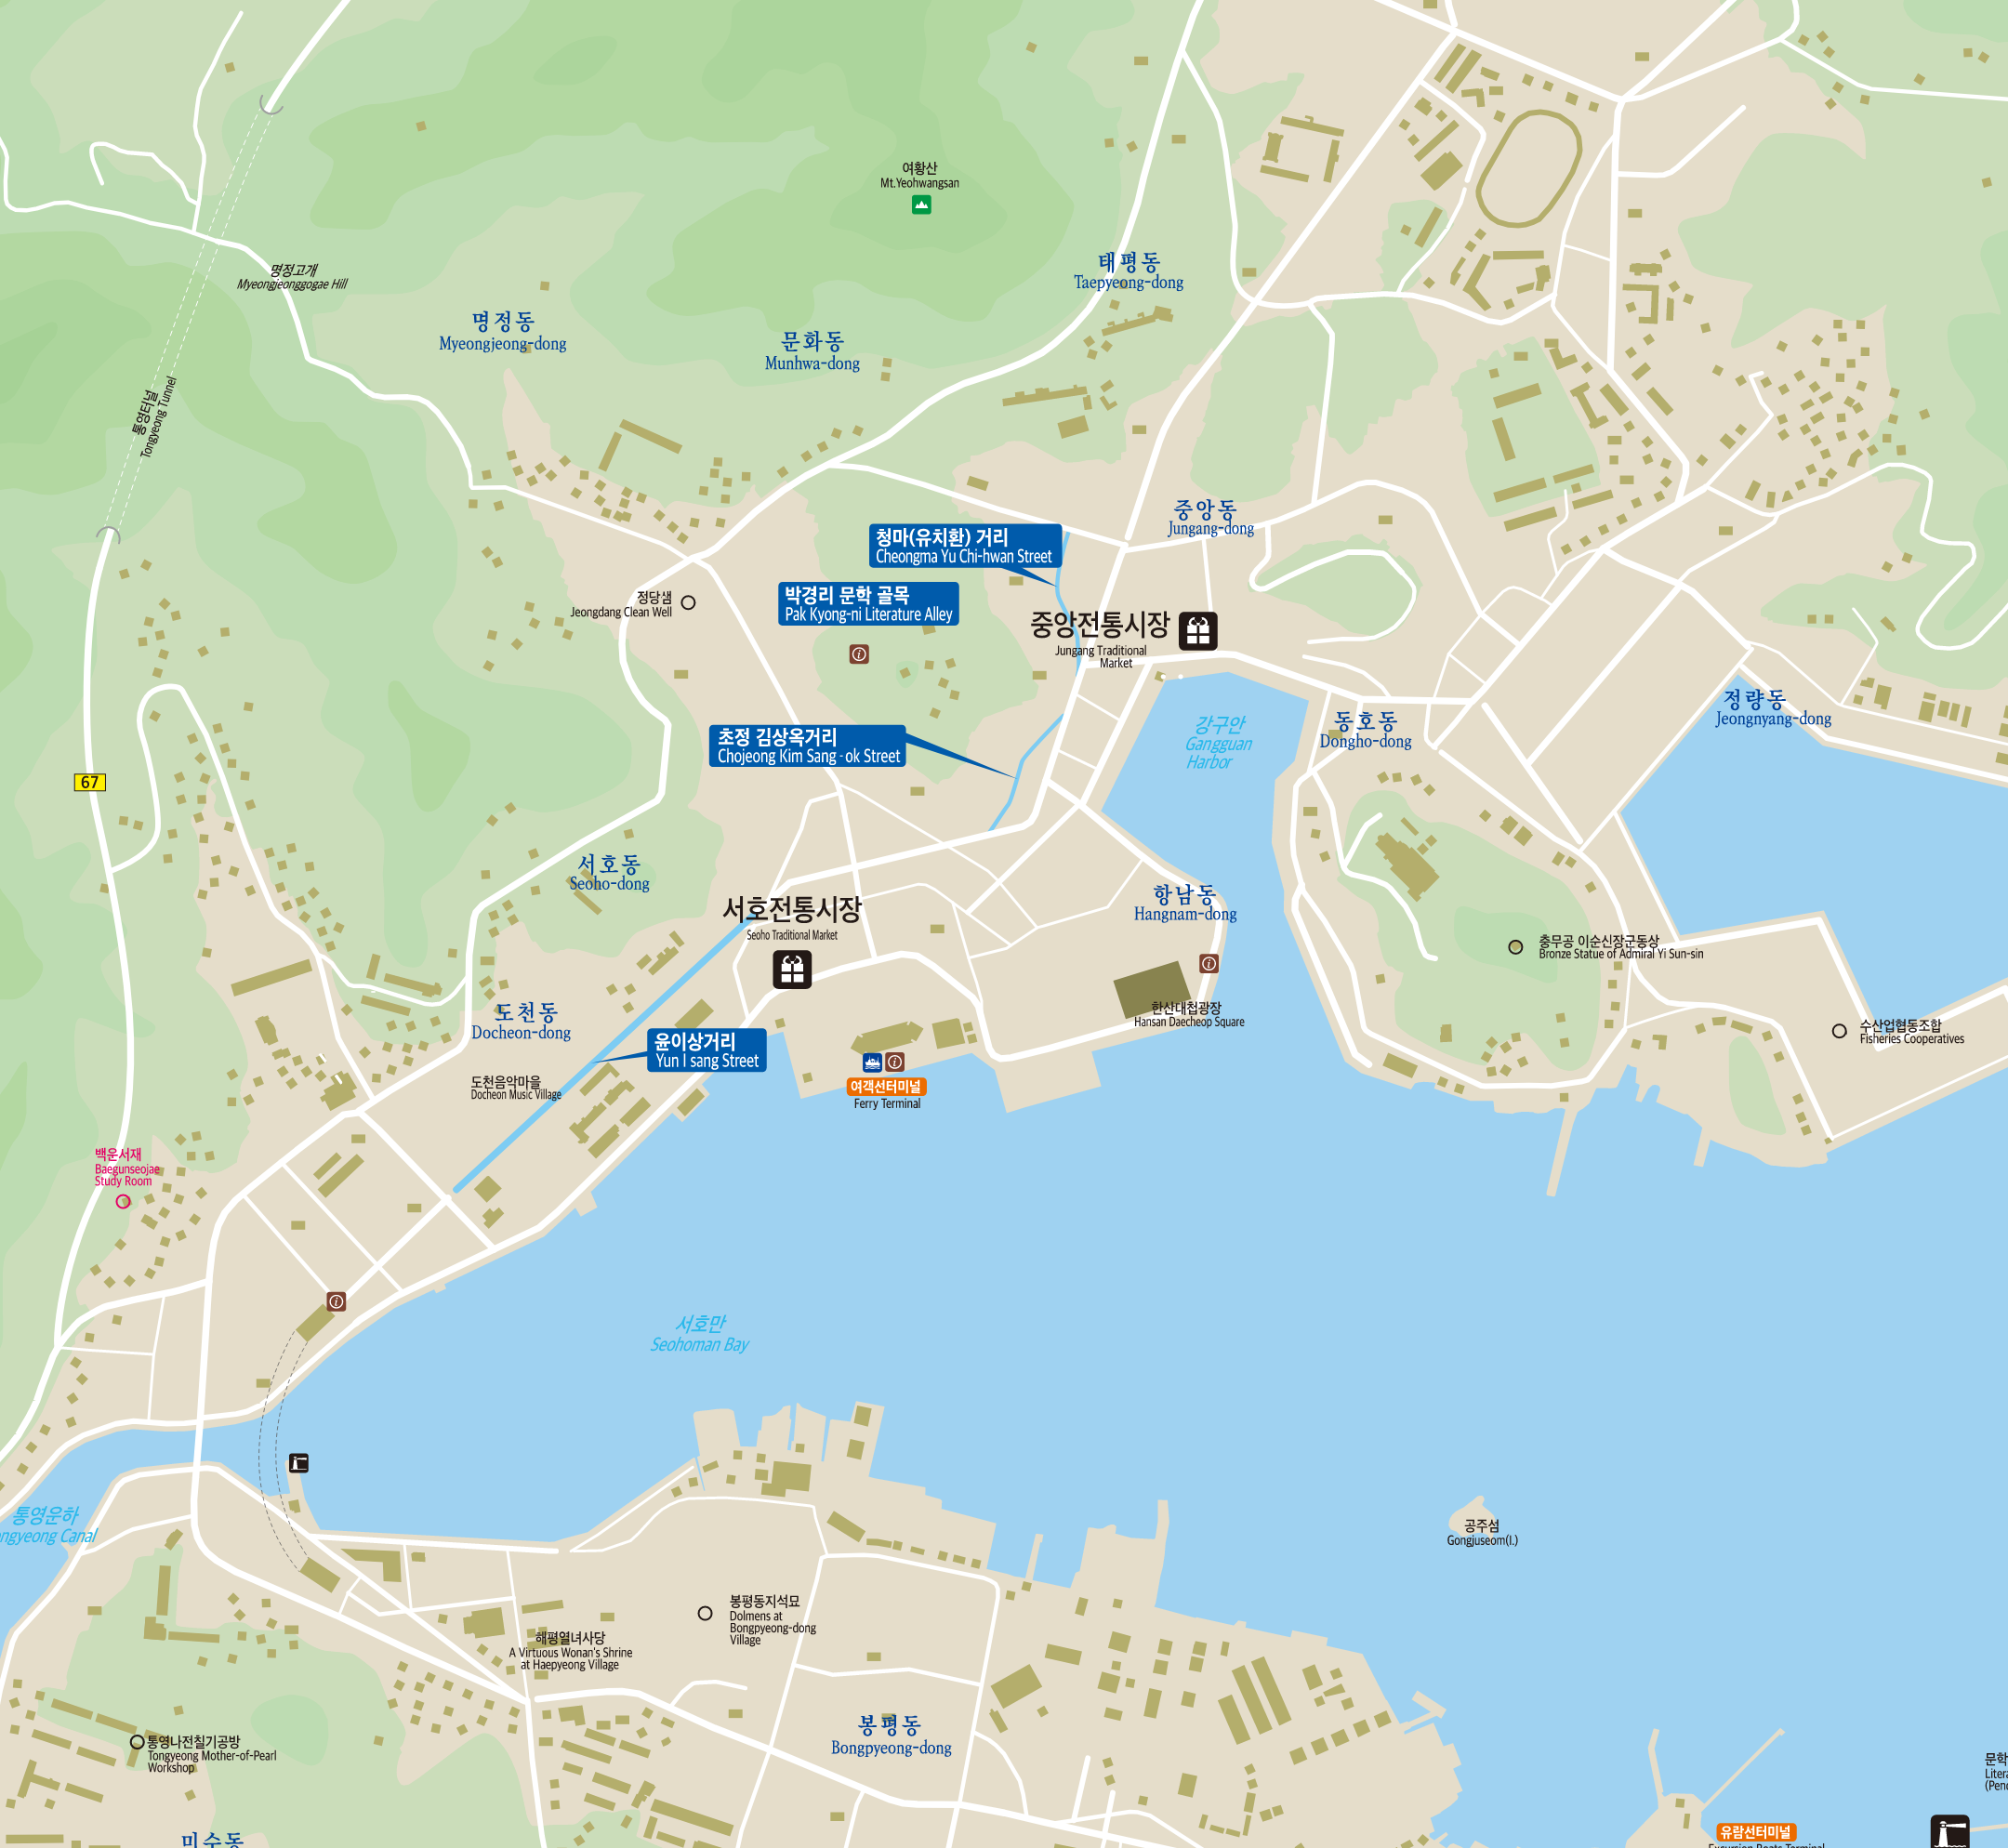 여황산
Mt.Yeohwangsan
명정고개
Myeongjeonggogae Hill
태평동
Taepyeong-dong
명정동
Myeongjeong-dong
문화동
Munhwa-dong
통영터널
Tongyeong Tunnel
중앙동
Jungang-dong
청마(유치환) 거리
Cheongma Yu Chi-hwan Street
박경리 문학 골목
Pak Kyong-ni Literature Alley
정당샘
Jeongdang Clean Well
중앙전통시장
Jungang Traditional
Market
강구안
Gangguan
Harbor
동호동
Dongho-dong
정량동
Jeongnyang-dong
초정 김상옥거리
Chojeong Kim Sang-ok Street
67
서호동
Seoho-dong
서호전통시장
Seoho Traditional Market
항남동
Hangnam-dong
충무공 이순신장군동상
Bronze Statue of Admiral Yi Sun-sin
한산대첩광장
Hansan Daecheop Square
수산업협동조합
Fisheries Cooperatives
도천동
Docheon-dong
윤이상거리
Yun I sang Street
도천음악마을
Docheon Music Village
여객선터미널
Ferry Terminal
백운서재
Baegunseojae
Study Room
서호만
Seohoman Bay
통영운하
ngyeong Canal
공주섬
Gongjuseom(I.)
봉평동지석묘
Dolmens at
Bongpyeong-dong
Village
해평열녀사당
A Virtuous Wonan's Shrine
at Haepyeong Village
봉평동
Bongpyeong-dong
통영나전칠기공방
Tongyeong Mother-of-Pearl
Workshop
문학
Liter
(Pen
미수동
유람선터미널
Excursion Boats Terminal